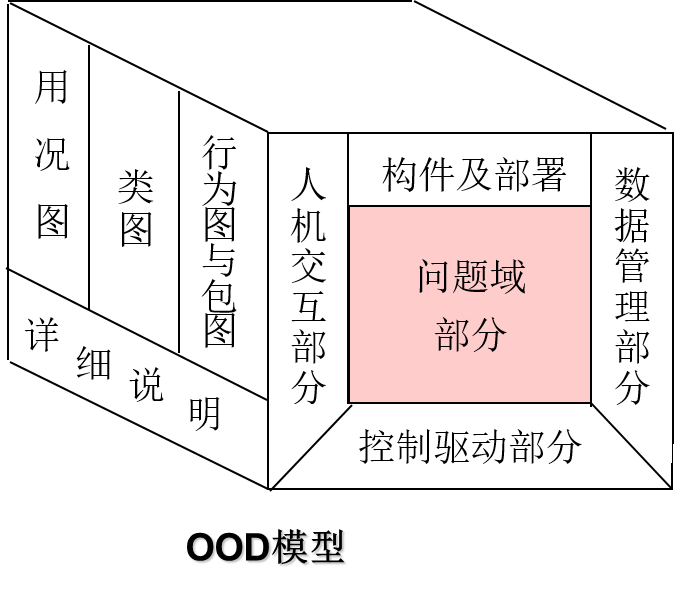 用况图
类图
行为图与包图
详细说明
人机交互部分
构件及部署
问题域
部分
数据管理部分
控制驱动部分
OOD模型